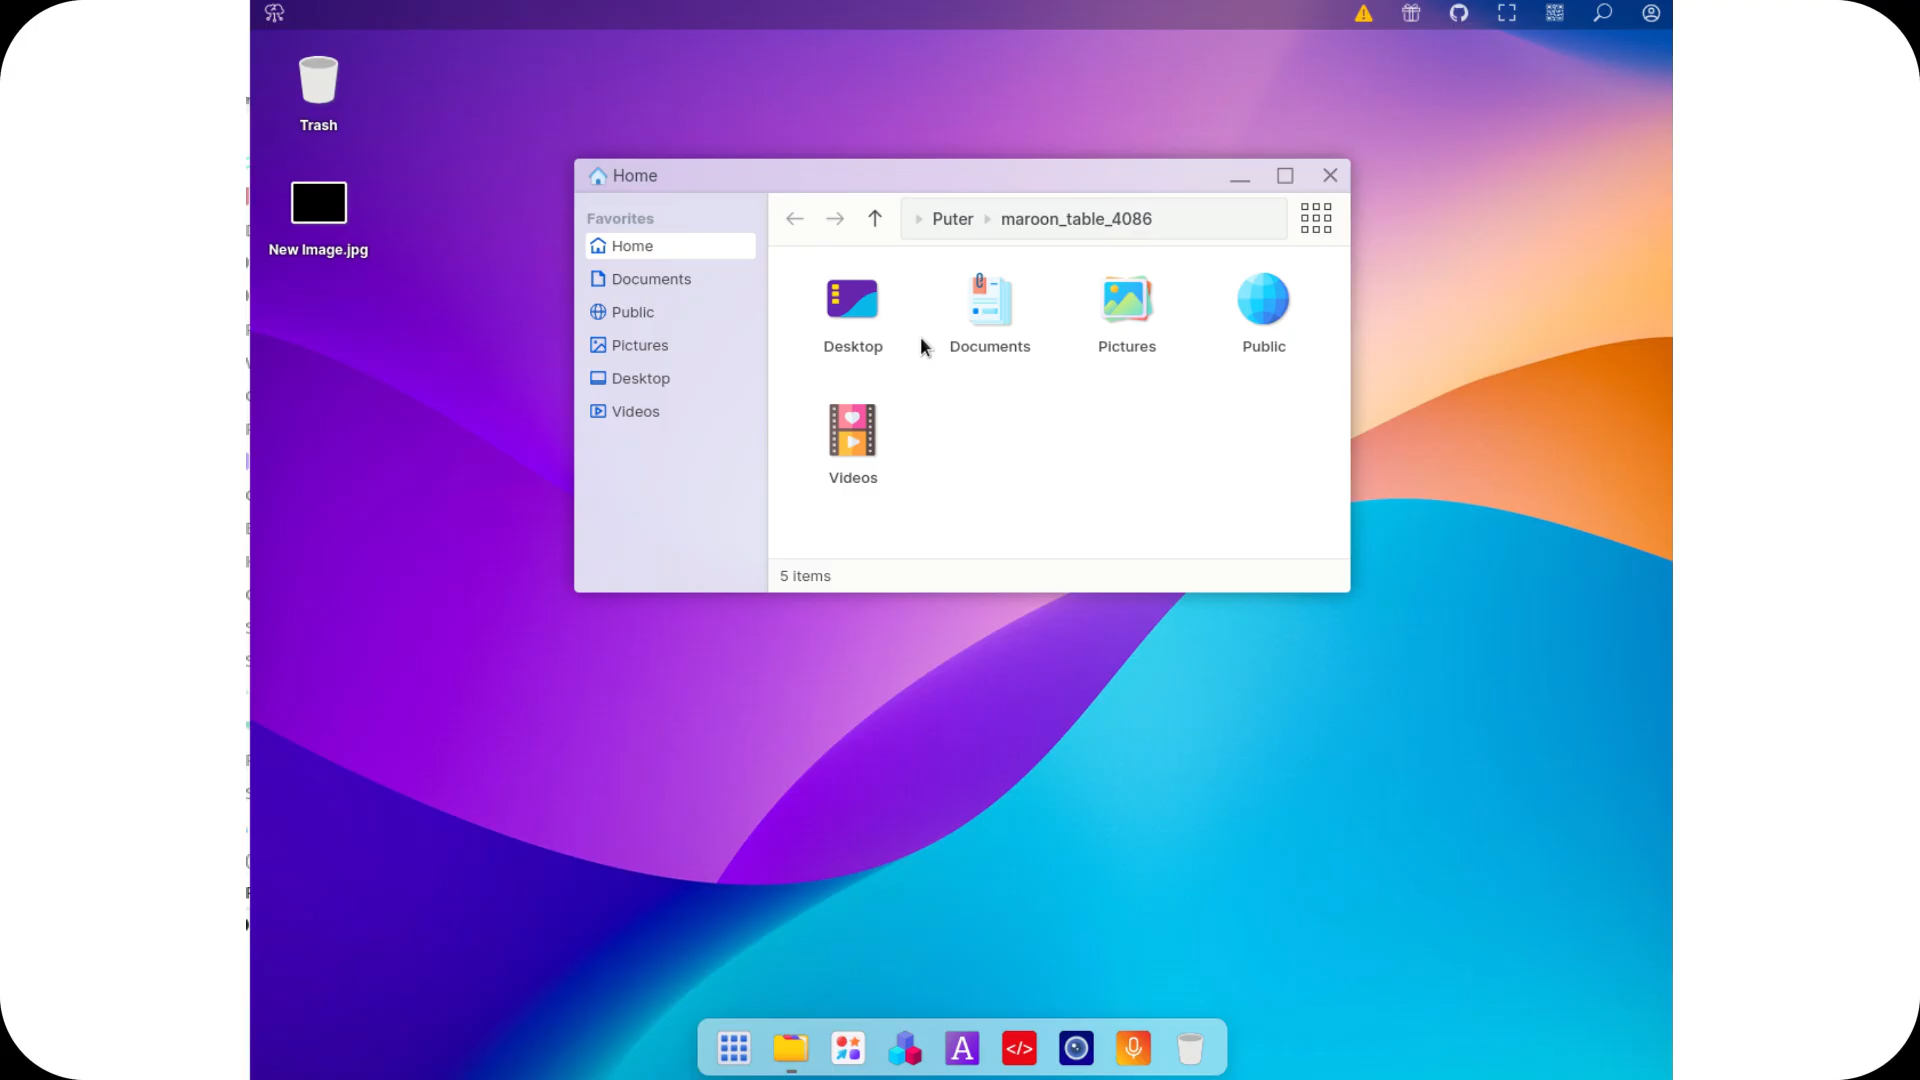 Trash
New Image.jpg
Home
Favorites
Home
Documents
Public
Pictures
Desktop
Videos
Puter
maroon_table_4086
Desktop
Documents
Pictures
Public
Videos
5 items
A
</>